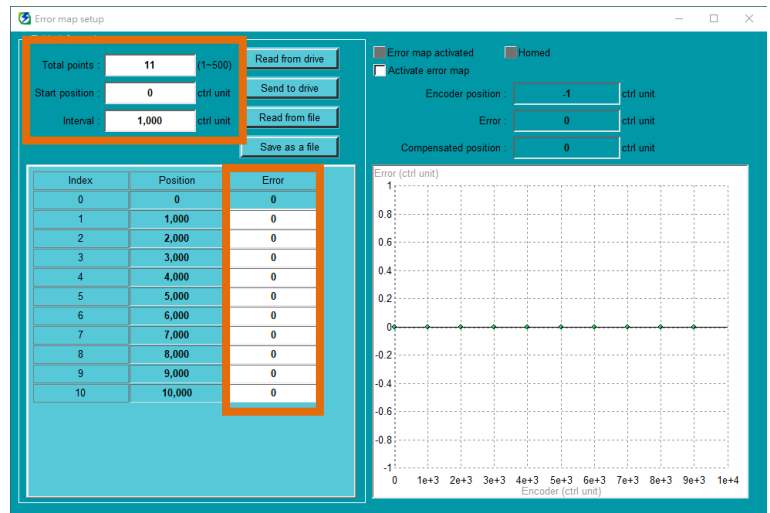 Error map setup
Total points : 11 (1~500)
Start position : 0 ctrl unit
Interval : 1,000 ctrl unit
Read from drive
Send to drive
Read from file
Save as a file
Error map activated Homed
Activate error map
Encoder position : -1 ctrl unit
Error : 0 ctrl unit
Compensated position : 0 ctrl unit
Index Position Error
0 0 0
1 1,000 0
2 2,000 0
3 3,000 0
4 4,000 0
5 5,000 0
6 6,000 0
7 7,000 0
8 8,000 0
9 9,000 0
10 10,000 0
Error (ctrl unit)
1
0.8
0.6
0.4
0.2
0
-0.2
-0.4
-0.6
-0.8
-1
0 1e+3 2e+3 3e+3 4e+3 5e+3 6e+3 7e+3 8e+3 9e+3 1e+4
Encoder (ctrl unit)